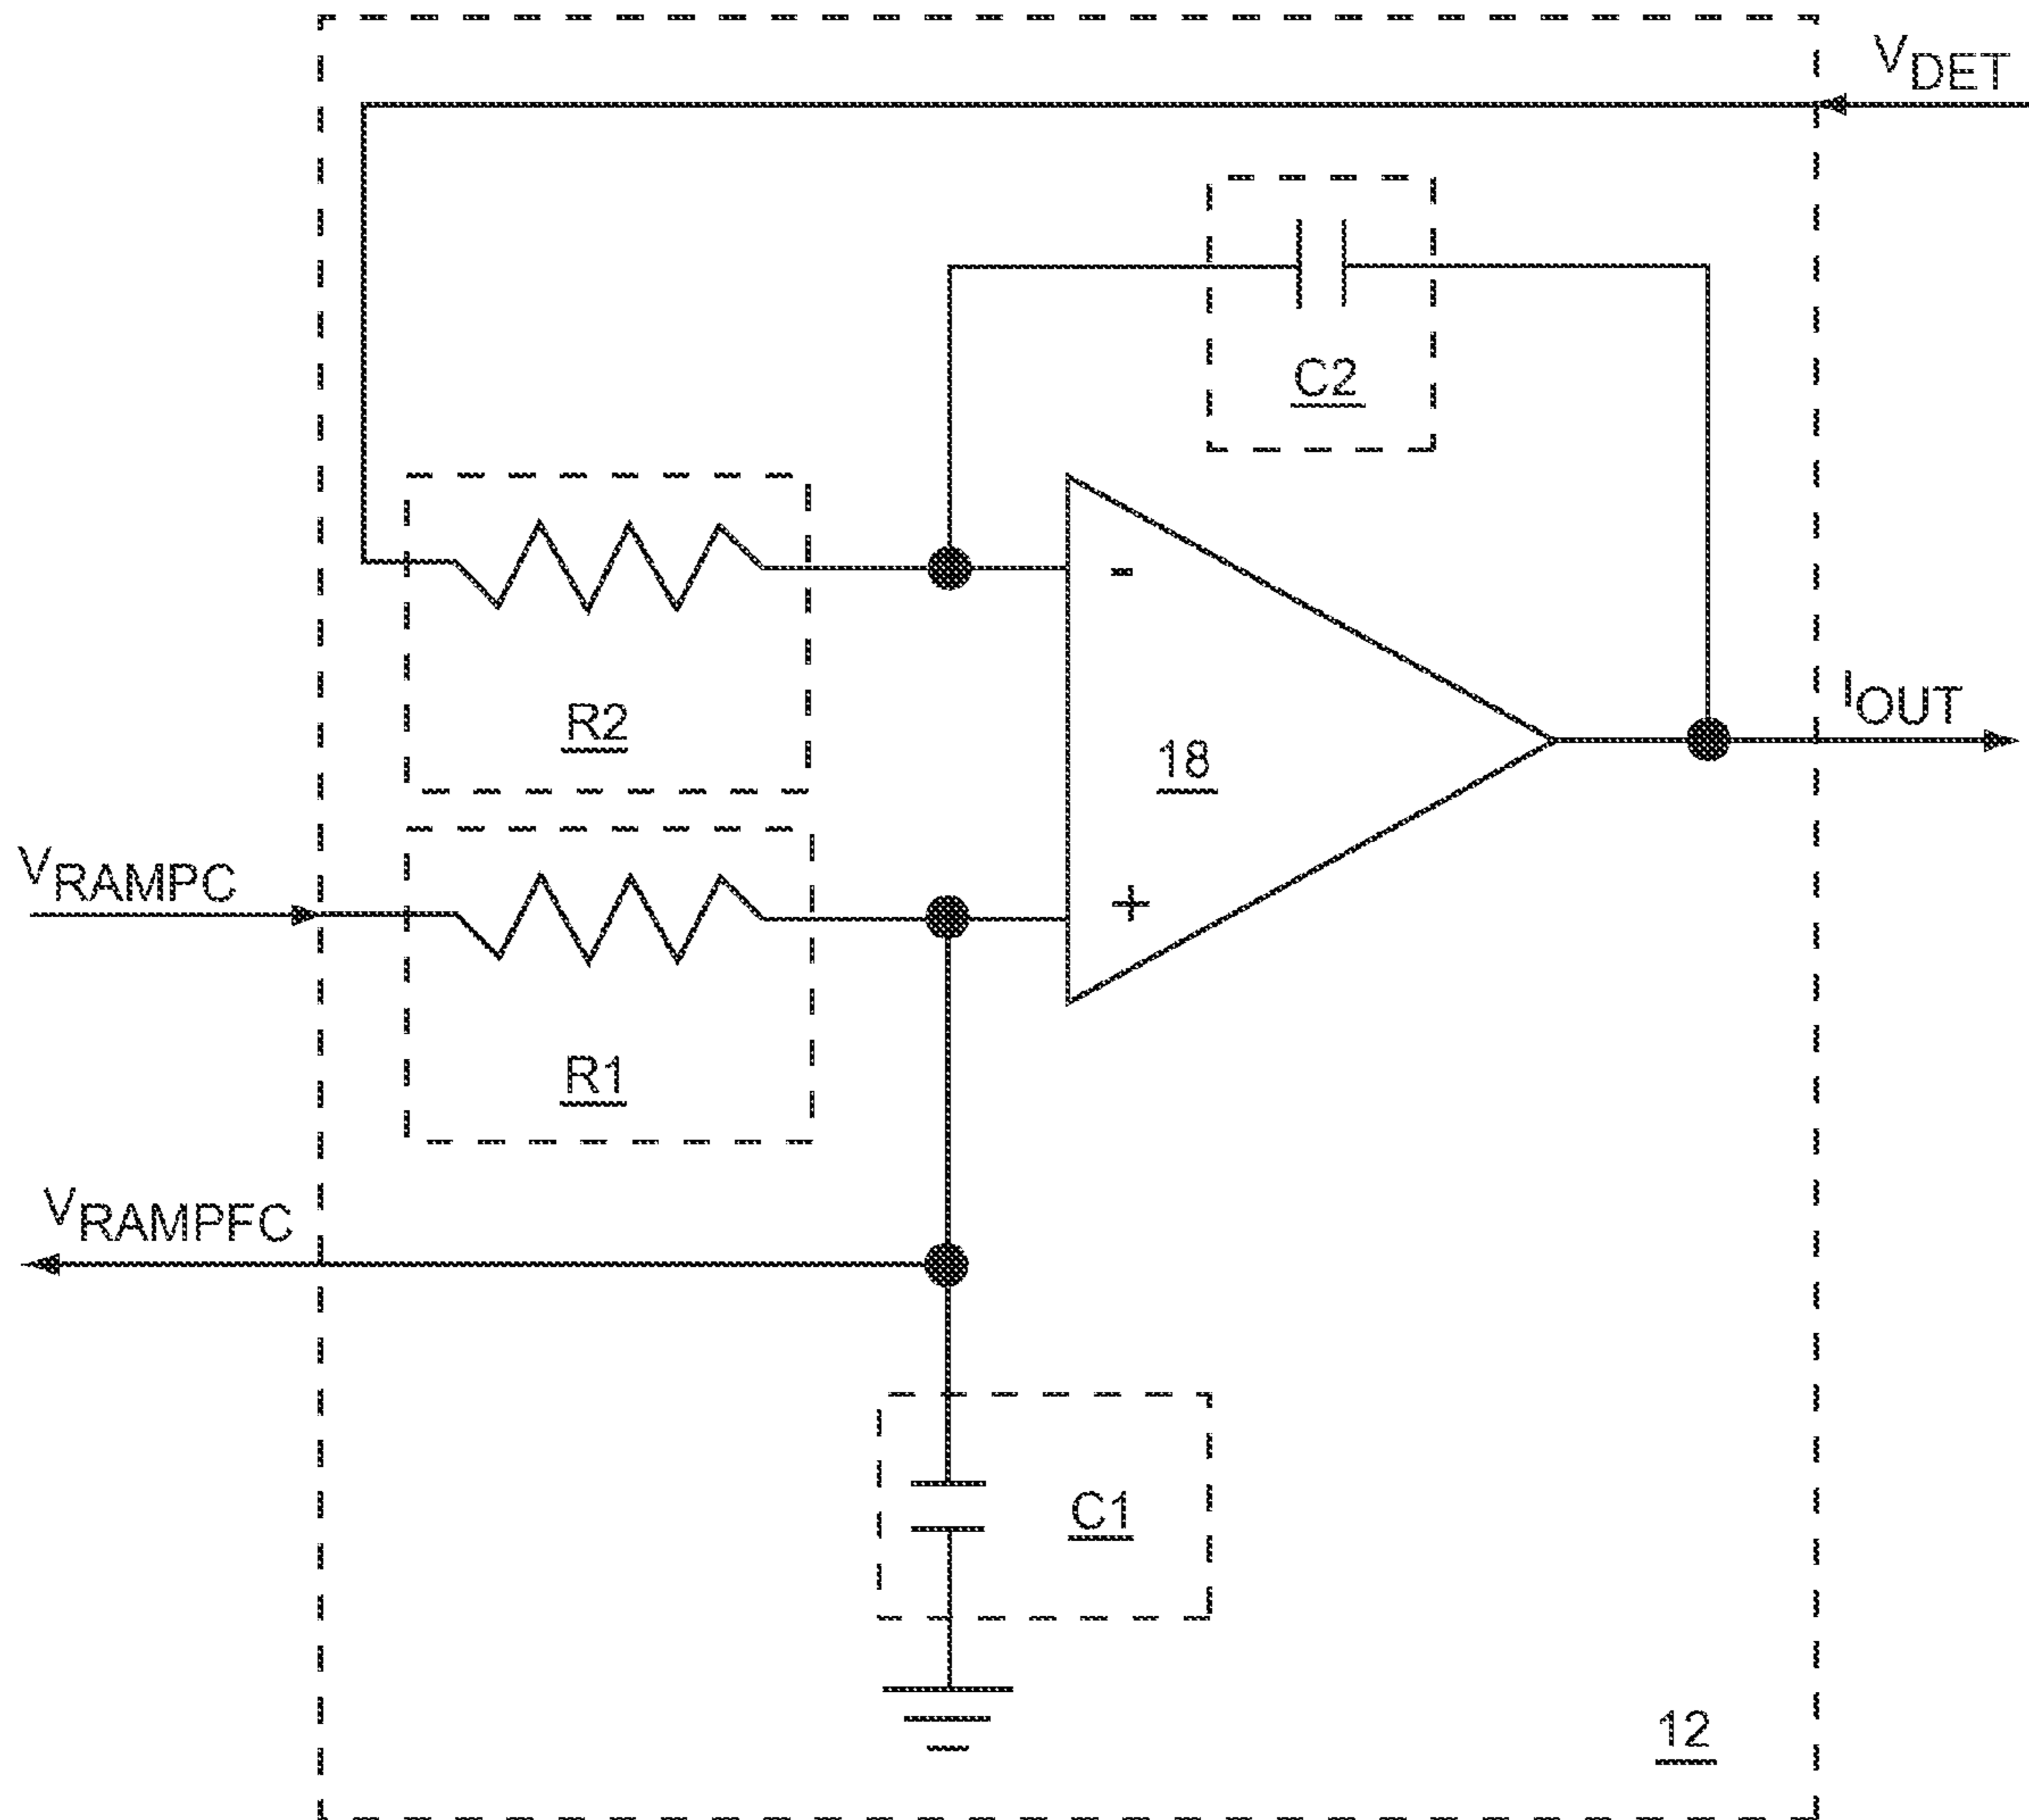 VDET
C2
-
R2
18
IOUT
VRAMPC
+
R1
VRAMPFC
C1
12